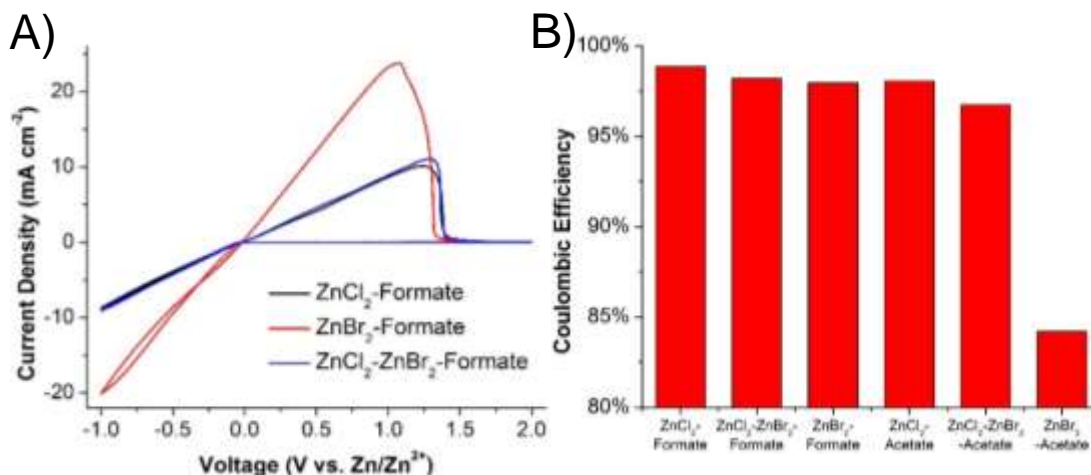 A)
B)
Current Density (mA cm⁻²)
20
10
0
-10
-20
ZnCl₂-Formate
ZnBr₂-Formate
ZnCl₂-ZnBr₂-Formate
-1.0
-0.5
0.0
0.5
1.0
1.5
2.0
Voltage (V vs. Zn/Zn²⁺)
Coulombic Efficiency
100%
95%
90%
85%
80%
ZnCl₂-
Formate
ZnCl₂-ZnBr₂-
Formate
ZnBr₂-
Formate
ZnCl₂-
Acetate
ZnCl₂-ZnBr₂
-Acetate
ZnBr₂
-Acetate